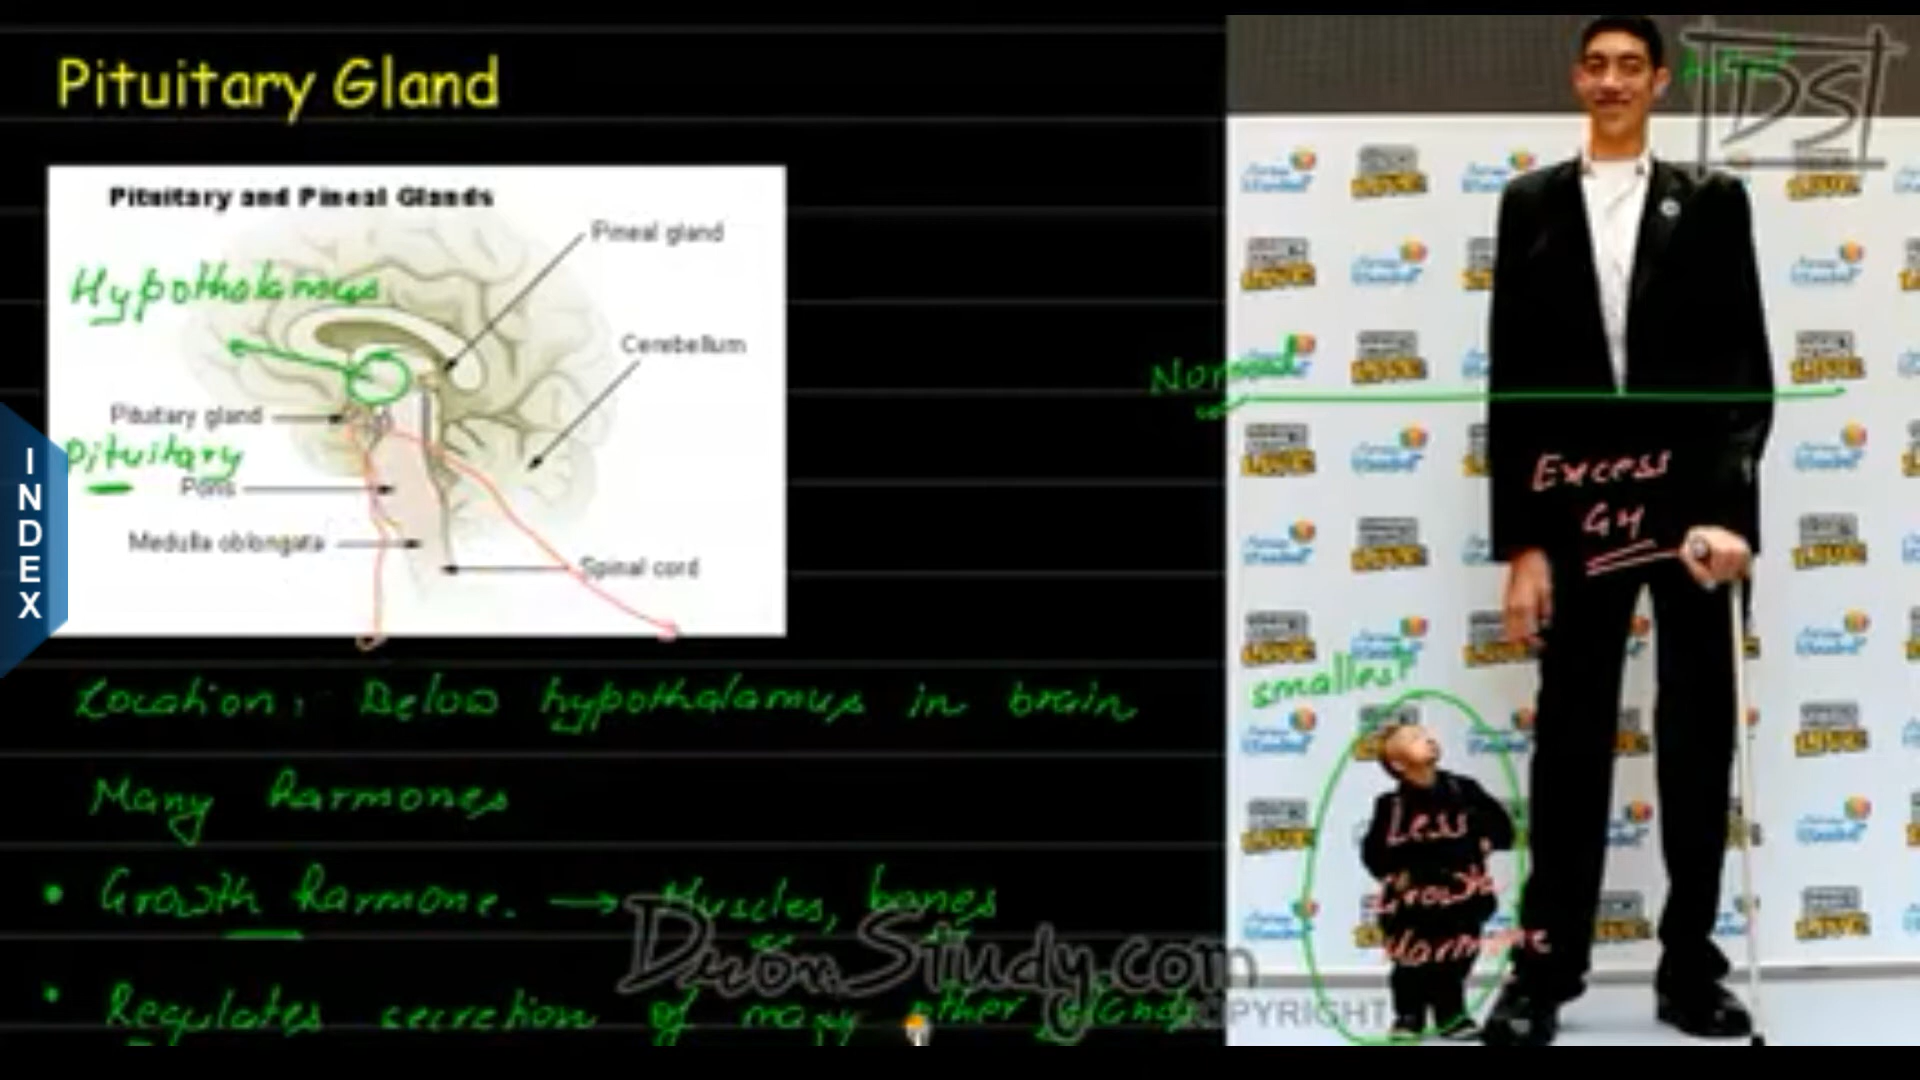 Pituitary Gland
Pituitary and Pineal Glands
Pineal gland
Hypothalamus
Cerebellum
Pituitary gland
Pituitary
Pons
Medulla oblongata
Spinal cord
INDEX
Location: Below hypothalamus in brain
Many harmones
• Growth harmone. → Muscles, bones
• Regulates secretion of many other glands
DronStudy.com
COPYRIGHT
DS
Normal
Excess
GH
smallest
Less
Growth
Harmone